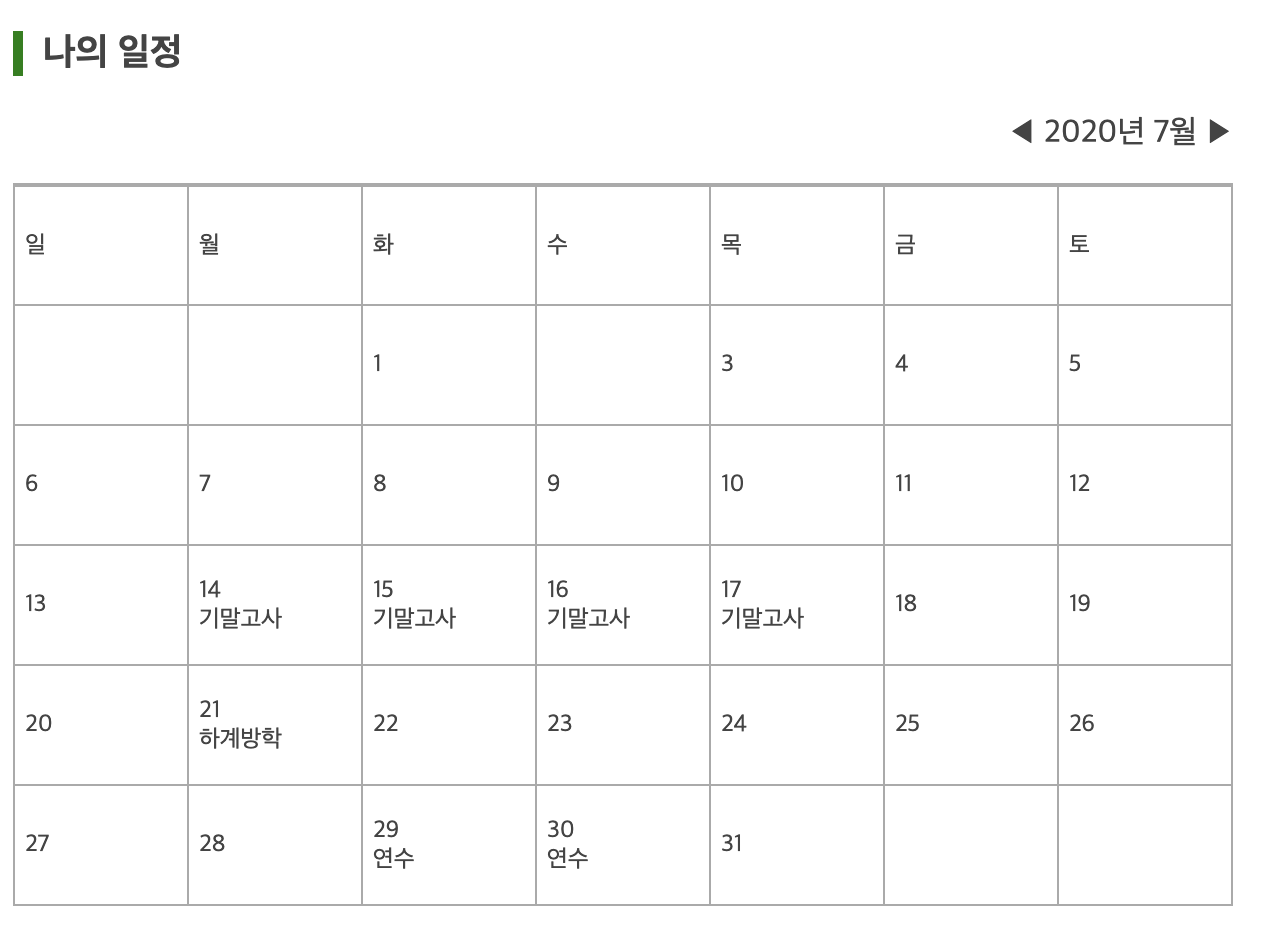 나의 일정
◀ 2020년 7월 ▶
일 월 화 수 목 금 토
1 3 4 5
6 7 8 9 10 11 12
13 14 15 16 17 18 19
기말고사 기말고사 기말고사 기말고사
20 21 22 23 24 25 26
하계방학
27 28 29 30 31
연수 연수